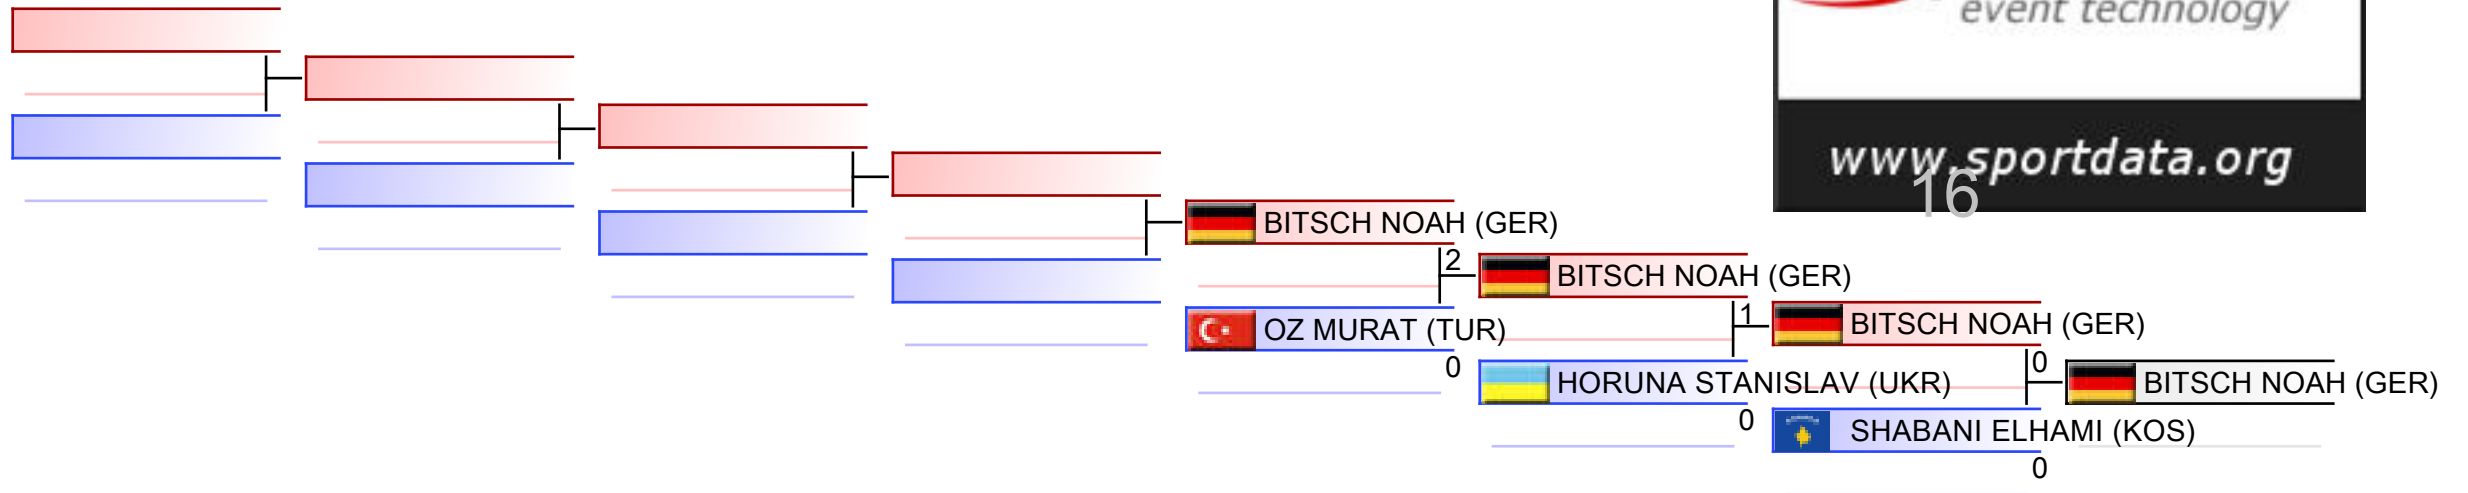 event technology
www.sportdata.org
16
BITSCH NOAH (GER)
2
BITSCH NOAH (GER)
OZ MURAT (TUR)
0
1
BITSCH NOAH (GER)
HORUNA STANISLAV (UKR)
0
0
BITSCH NOAH (GER)
SHABANI ELHAMI (KOS)
0